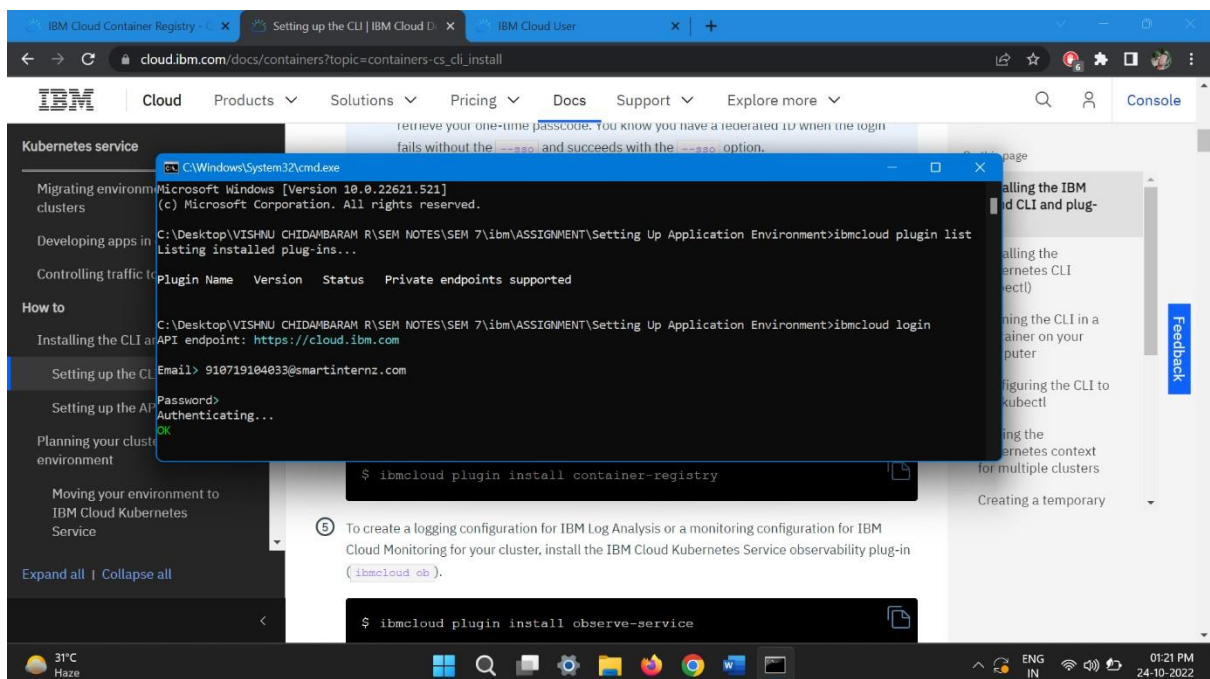 IBM Cloud Container Registry - C
Setting up the CLI | IBM Cloud D
IBM Cloud User
cloud.ibm.com/docs/containers?topic=containers-cs_cli_install
6
IBM
Cloud
Products
Solutions
Pricing
Docs
Support
Explore more
Console
Kubernetes service
Migrating environm
clusters
Developing apps in
Controlling traffic to
How to
Installing the CLI an
Setting up the CL
Setting up the AP
Planning your cluste
environment
Moving your environment to
IBM Cloud Kubernetes
Service
Expand all | Collapse all
retrieve your one-time passcode. You know you have a federated ID when the login
fails without the --sso and succeeds with the --sso option.
C:\Windows\System32\cmd.exe
Microsoft Windows [Version 10.0.22621.521]
(c) Microsoft Corporation. All rights reserved.
C:\Desktop\VISHNU CHIDAMBARAM R\SEM NOTES\SEM 7\ibm\ASSIGNMENT\Setting Up Application Environment>ibmcloud plugin list
Listing installed plug-ins...
Plugin Name Version Status Private endpoints supported
C:\Desktop\VISHNU CHIDAMBARAM R\SEM NOTES\SEM 7\ibm\ASSIGNMENT\Setting Up Application Environment>ibmcloud login
API endpoint: https://cloud.ibm.com
Email> 910719104033@smartinternz.com
Password>
Authenticating...
OK
$ ibmcloud plugin install container-registry
5 To create a logging configuration for IBM Log Analysis or a monitoring configuration for IBM
Cloud Monitoring for your cluster, install the IBM Cloud Kubernetes Service observability plug-in
( ibmcloud ob ).
$ ibmcloud plugin install observe-service
page
alling the IBM
d CLI and plug-
alling the
ernetes CLI
ectl)
ning the CLI in a
ainer on your
puter
figuring the CLI to
kubectl
ing the
ernetes context
for multiple clusters
Creating a temporary
Feedback
31°C
Haze
ENG
IN
01:21 PM
24-10-2022